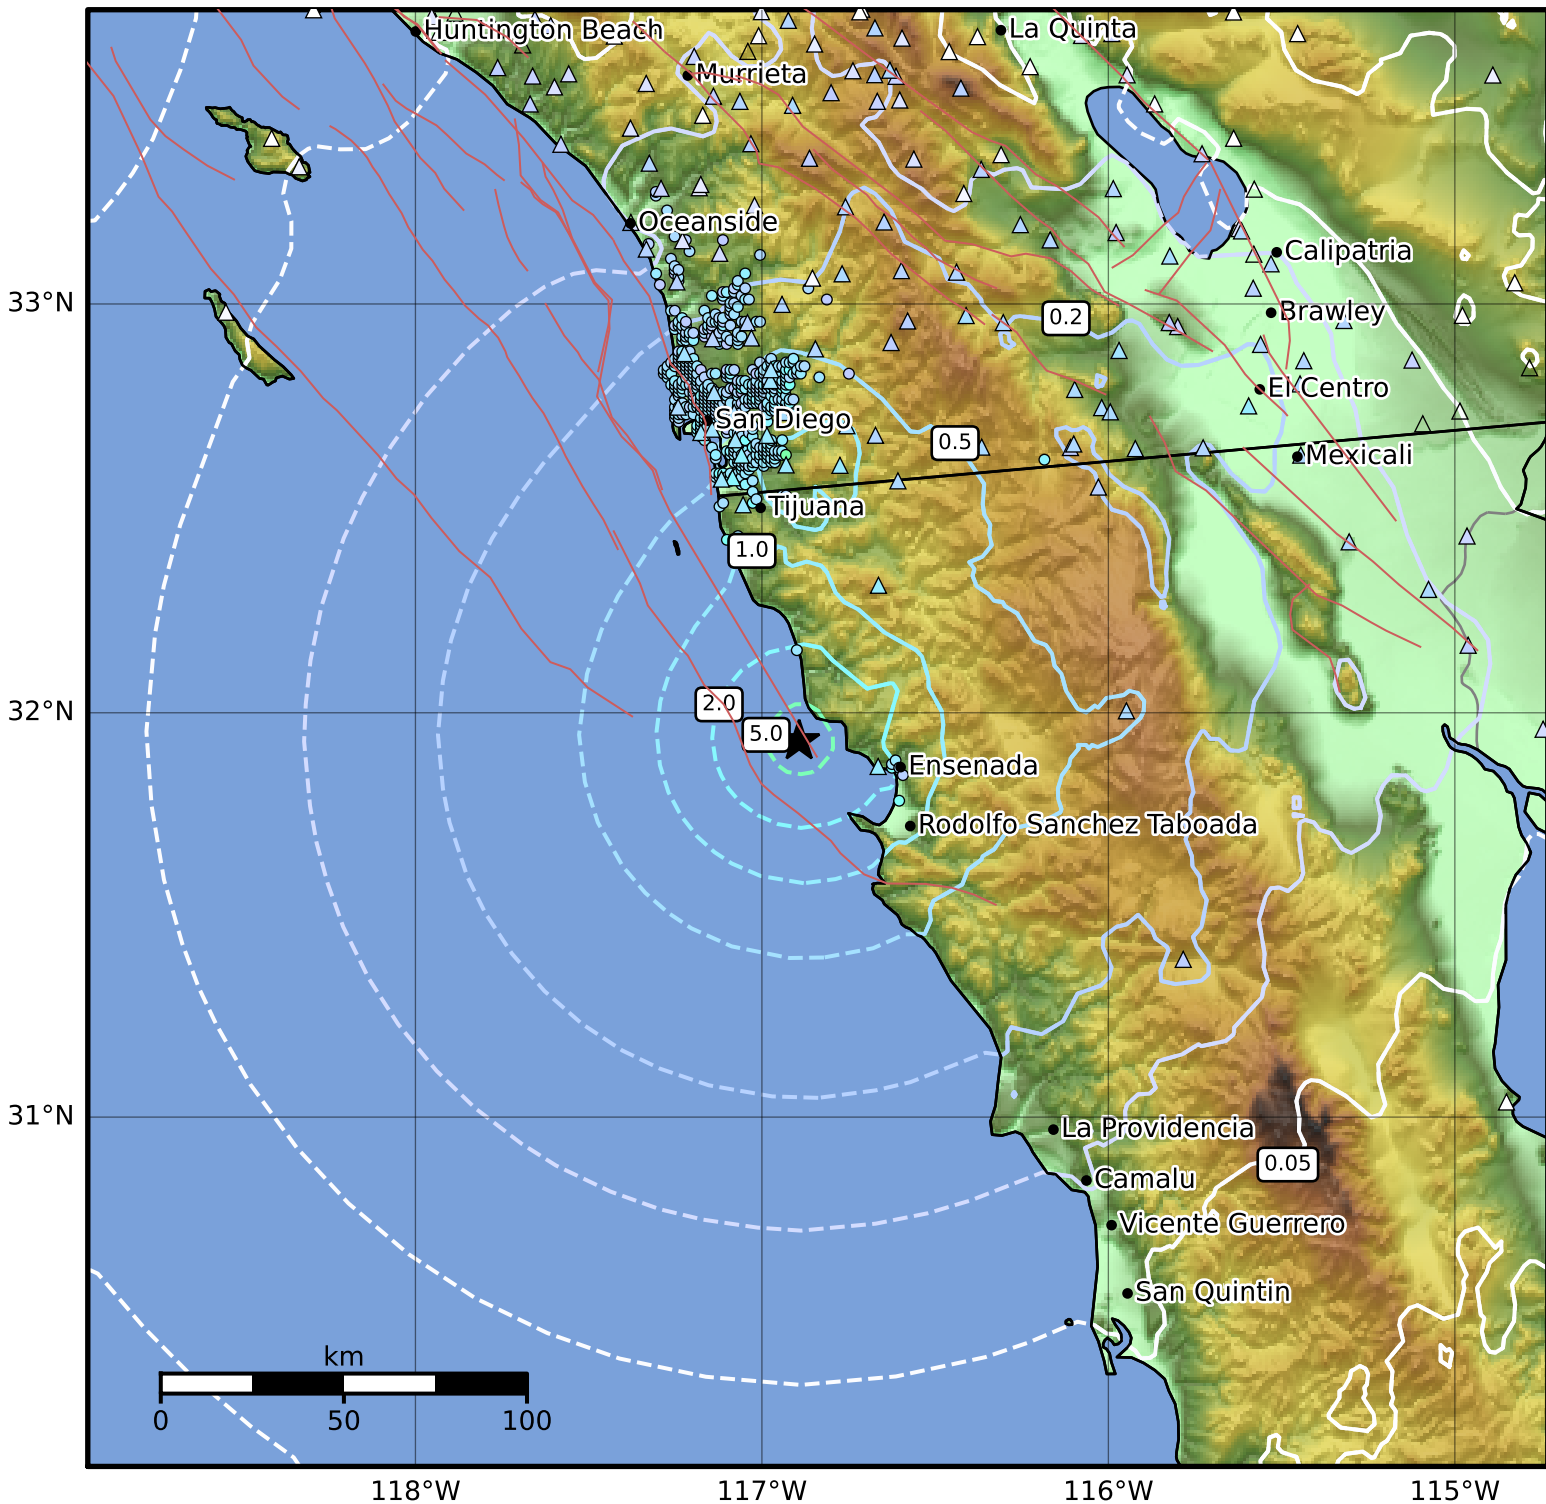 Huntington Beach
La Quinta
Murrieta
Oceanside
Calipatria
33°N
0.2
Brawley
El Centro
San Diego
0.5
Mexicali
Tijuana
1.0
32°N
2.0
5.0
Ensenada
Rodolfo Sanchez Taboada
31°N
La Providencia
0.05
Camalu
Vicente Guerrero
San Quintin
km
0 50 100
118°W 117°W 116°W 115°W